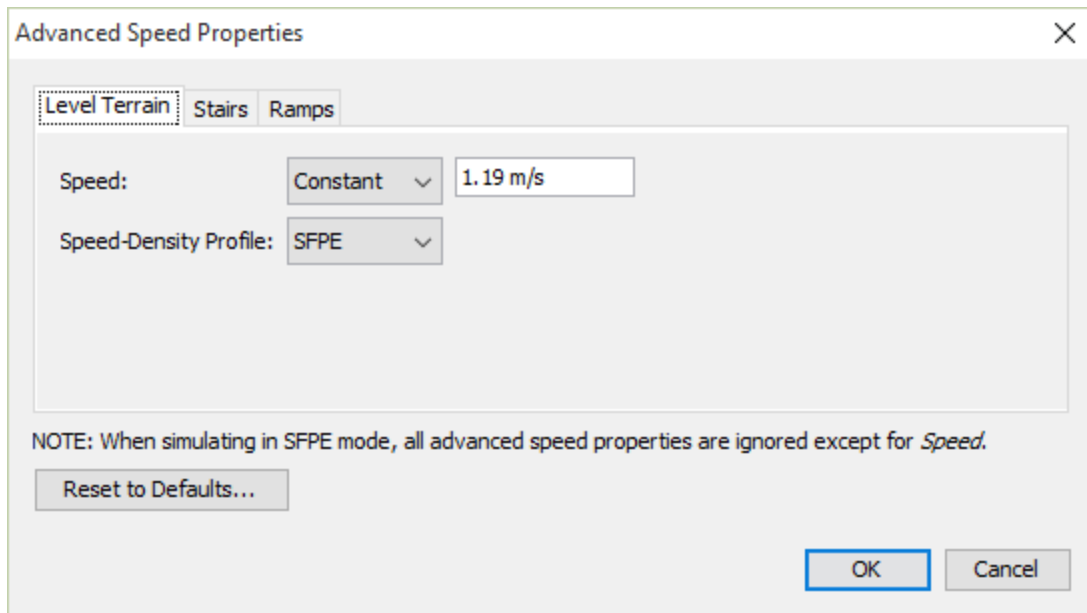 Advanced Speed Properties
Level Terrain Stairs Ramps
Speed: Constant 1.19 m/s
Speed-Density Profile: SFPE
NOTE: When simulating in SFPE mode, all advanced speed properties are ignored except for Speed.
Reset to Defaults...
OK Cancel